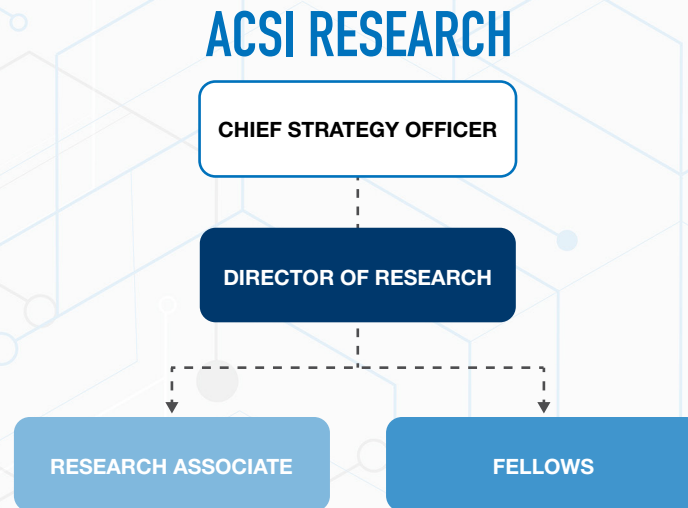 ACSI RESEARCH
CHIEF STRATEGY OFFICER
DIRECTOR OF RESEARCH
RESEARCH ASSOCIATE
FELLOWS